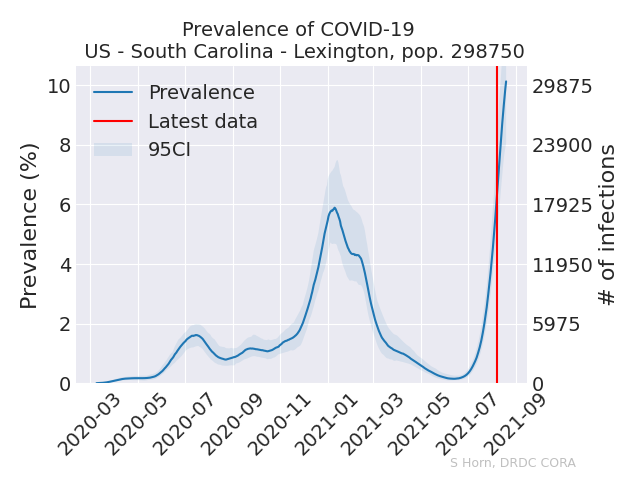 Prevalence of COVID-19
US - South Carolina - Lexington, pop. 298750
Prevalence
Latest data
95CI
Prevalence (%)
10
8
6
4
2
0
29875
23900
17925
11950
5975
0
# of infections
2020-03
2020-05
2020-07
2020-09
2020-11
2021-01
2021-03
2021-05
2021-07
2021-09
S Horn, DRDC CORA